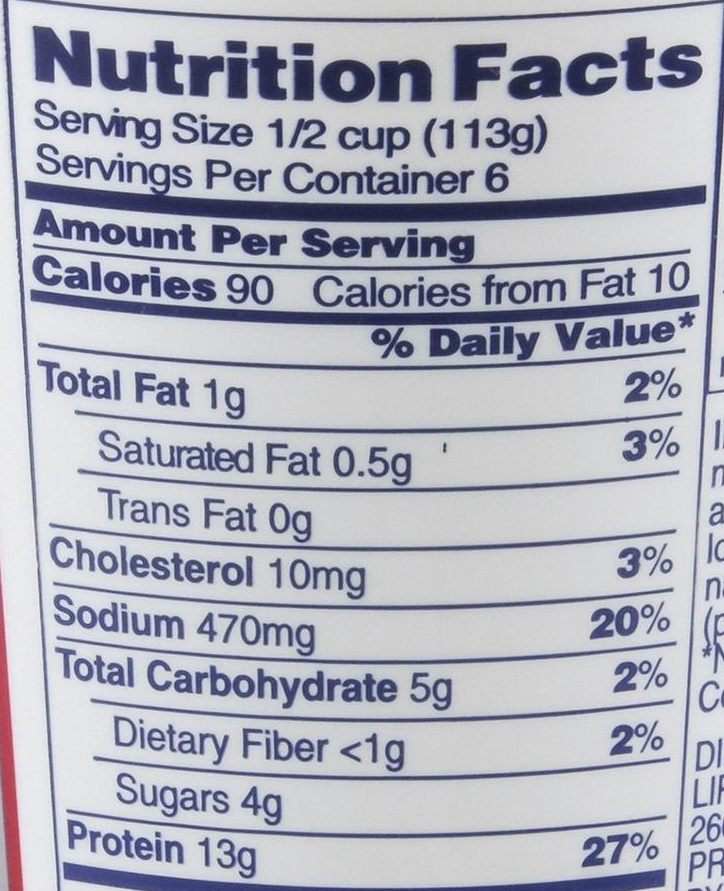 Nutrition Facts
Serving Size 1/2 cup (113g)
Servings Per Container 6
Amount Per Serving
Calories 90 Calories from Fat 10
% Daily Value*
Total Fat 1g 2%
Saturated Fat 0.5g 3%
Trans Fat 0g
Cholesterol 10mg 3%
Sodium 470mg 20%
Total Carbohydrate 5g 2%
Dietary Fiber <1g 2%
Sugars 4g
Protein 13g 27%